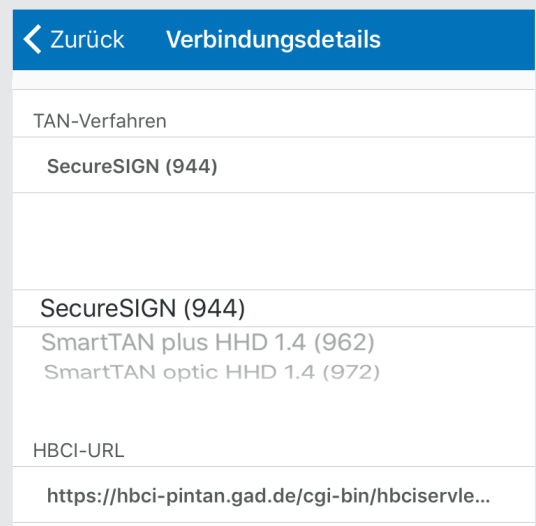 Zurück Verbindungsdetails
TAN-Verfahren
SecureSIGN (944)
SecureSIGN (944)
SmartTAN plus HHD 1.4 (962)
SmartTAN optic HHD 1.4 (972)
HBCI-URL
https://hbci-pintan.gad.de/cgi-bin/hbciservle...